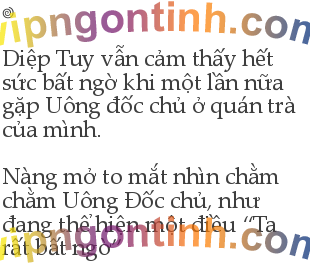 vipngontinh.com
Diệp Tuy vẫn cảm thấy hết
sức bất ngờ khi một lần nữa
gặp Uông đốc chủ ở quán trà
của mình.
Nàng mở to mắt nhìn chằm
chằm Uông Đốc chủ, như
đang thể hiện một điều “Ta
rất bất ngờ
vipngontinh.com